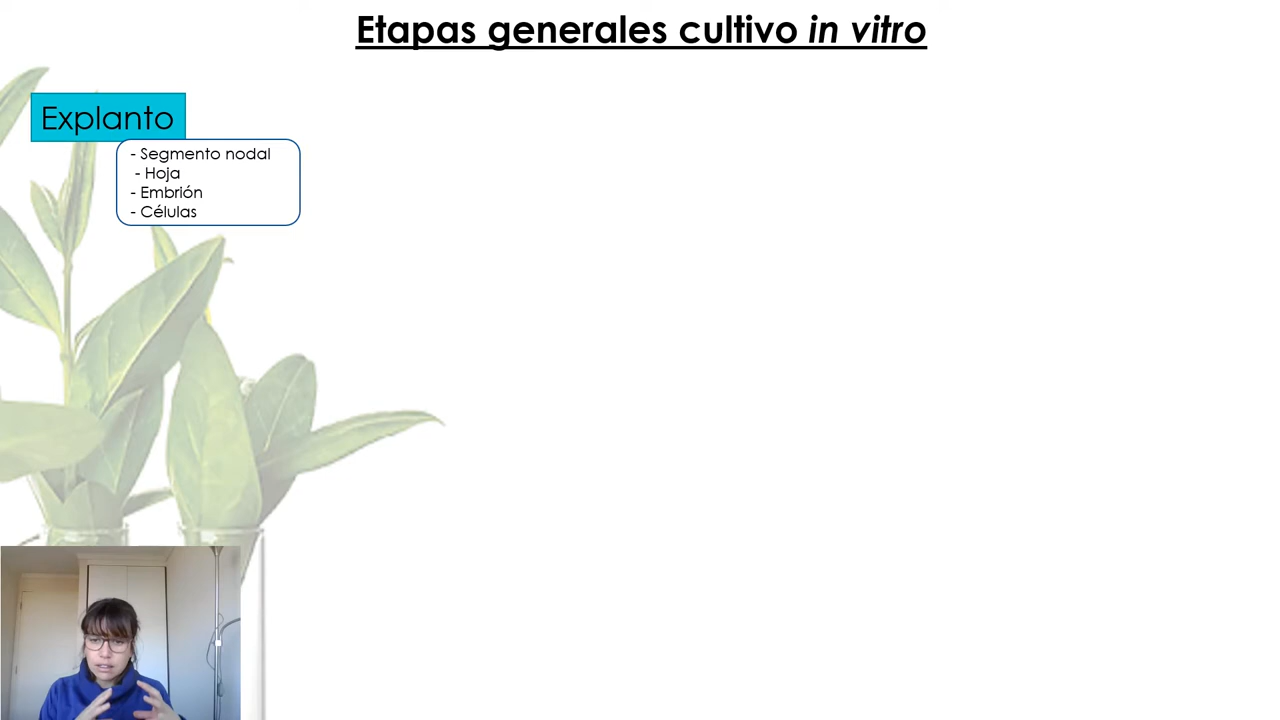 Etapas generales cultivo in vitro
Explanto
- Segmento nodal
- Hoja
- Embrión
- Células